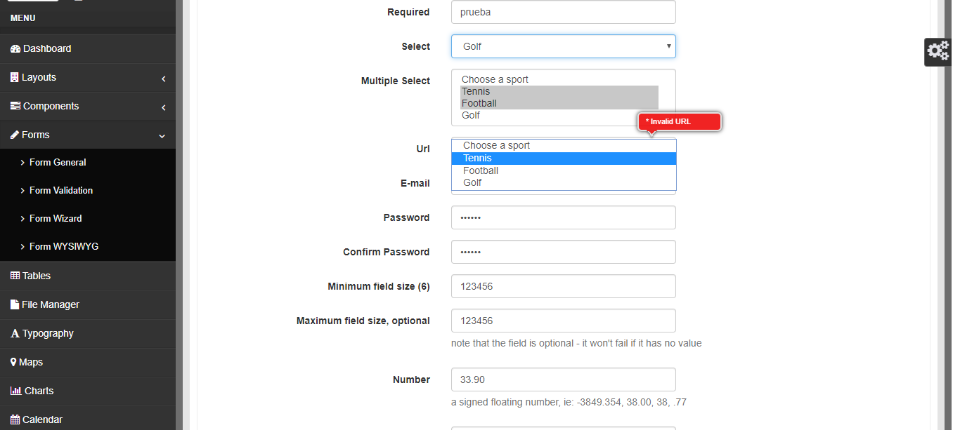 MENU
Dashboard
Layouts
Components
Forms
Form General
Form Validation
Form Wizard
Form WYSIWYG
Tables
File Manager
Typography
Maps
Charts
Calendar
Required
prueba
Select
Golf
Multiple Select
Choose a sport
Tennis
Football
Golf
* Invalid URL
Url
Choose a sport
Tennis
Football
Golf
E-mail
Password
••••••
Confirm Password
••••••
Minimum field size (6)
123456
Maximum field size, optional
123456
note that the field is optional - it won't fail if it has no value
Number
33.90
a signed floating number, ie: -3849.354, 38.00, 38, .77